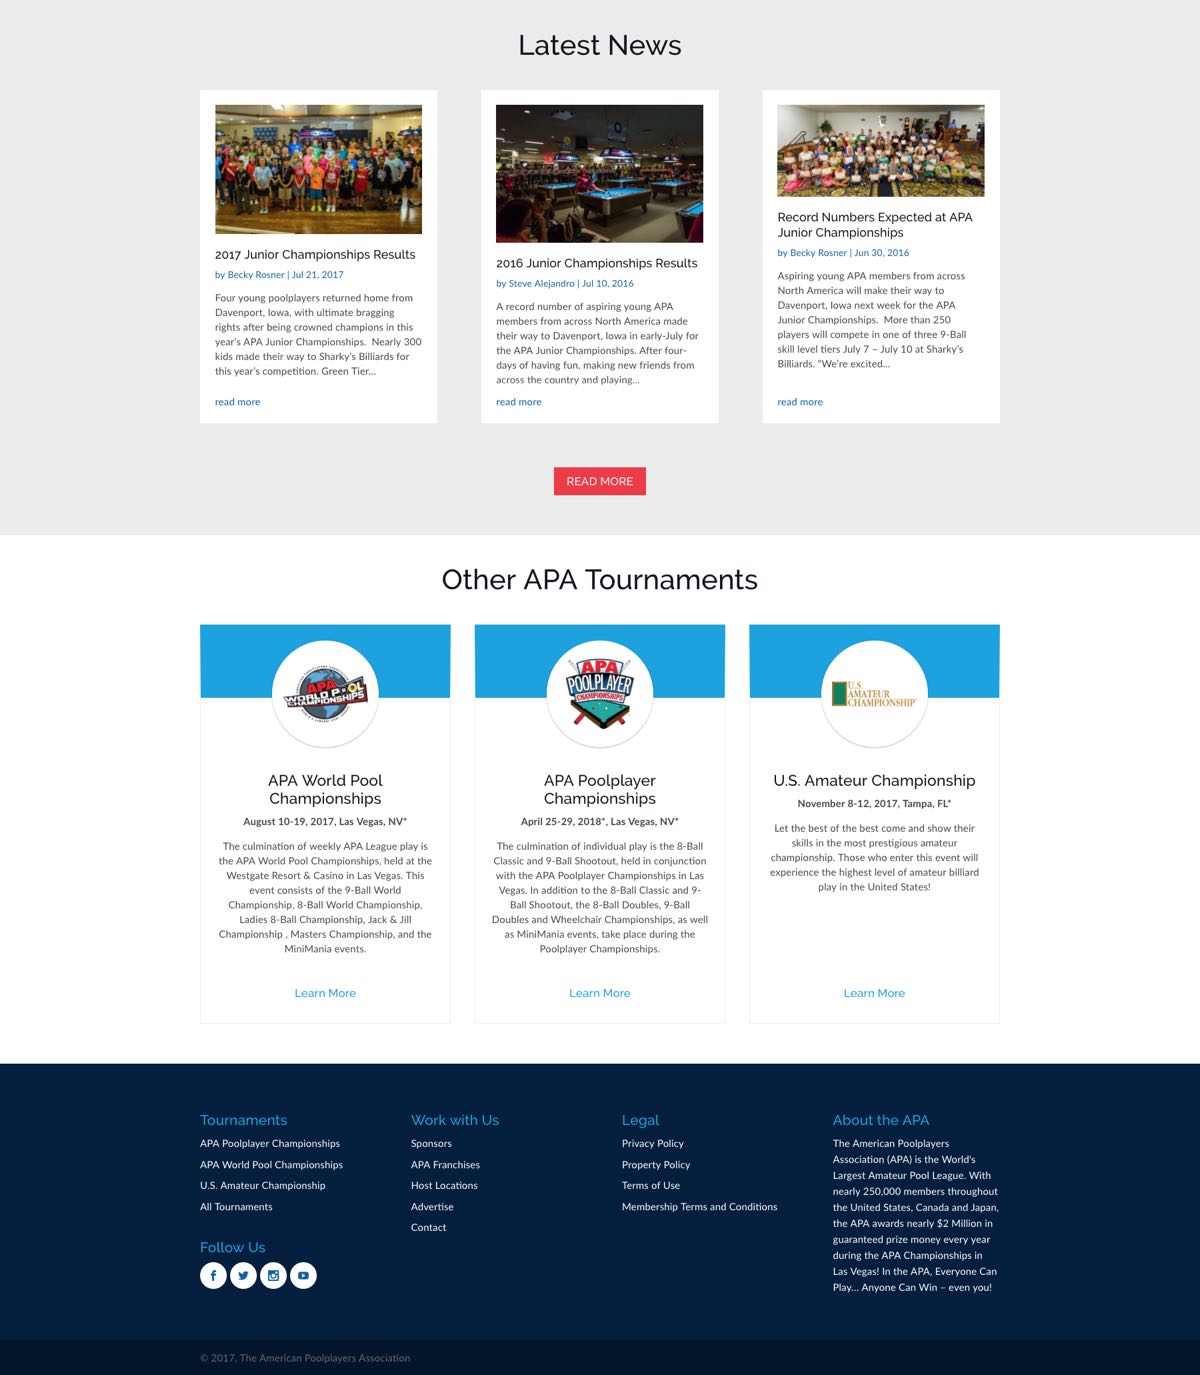 Latest News
2017 Junior Championships Results
by Becky Rosner | Jul 21, 2017
Four young poolplayers returned home from
Davenport, Iowa, with ultimate bragging
rights after being crowned champions in this
year's APA Junior Championships.  Nearly 300
kids made their way to Sharky's Billiards for
this year's competition. Green Tier...
read more
2016 Junior Championships Results
by Steve Alejandro | Jul 10, 2016
A record number of aspiring young APA
members from across North America made
their way to Davenport, Iowa in early-July for
the APA Junior Championships. After four-
days of having fun, making new friends from
across the country and playing...
read more
Record Numbers Expected at APA
Junior Championships
by Becky Rosner | Jun 30, 2016
Aspiring young APA members from across
North America will make their way to
Davenport, Iowa next week for the APA
Junior Championships.  More than 250
players will compete in one of three 9-Ball
skill level tiers July 7 – July 10 at Sharky's
Billiards. "We're excited...
read more
READ MORE
Other APA Tournaments
APA
WORLD POOL
CHAMPIONSHIPS
APA World Pool
Championships
August 10-19, 2017, Las Vegas, NV*
The culmination of weekly APA League play is
the APA World Pool Championships, held at the
Westgate Resort & Casino in Las Vegas. This
event consists of the 9-Ball World
Championship, 8-Ball World Championship,
Ladies 8-Ball Championship, Jack & Jill
Championship , Masters Championship, and the
MiniMania events.
Learn More
APA
POOLPLAYER
CHAMPIONSHIPS
APA Poolplayer
Championships
April 25-29, 2018*, Las Vegas, NV*
The culmination of individual play is the 8-Ball
Classic and 9-Ball Shootout, held in conjunction
with the APA Poolplayer Championships in Las
Vegas. In addition to the 8-Ball Classic and 9-
Ball Shootout, the 8-Ball Doubles, 9-Ball
Doubles and Wheelchair Championships, as well
as MiniMania events, take place during the
Poolplayer Championships.
Learn More
U.S.
AMATEUR
CHAMPIONSHIP
U.S. Amateur Championship
November 8-12, 2017, Tampa, FL*
Let the best of the best come and show their
skills in the most prestigious amateur
championship. Those who enter this event will
experience the highest level of amateur billiard
play in the United States!
Learn More
Tournaments
APA Poolplayer Championships
APA World Pool Championships
U.S. Amateur Championship
All Tournaments
Follow Us
Work with Us
Sponsors
APA Franchises
Host Locations
Advertise
Contact
Legal
Privacy Policy
Property Policy
Terms of Use
Membership Terms and Conditions
About the APA
The American Poolplayers
Association (APA) is the World's
Largest Amateur Pool League. With
nearly 250,000 members throughout
the United States, Canada and Japan,
the APA awards nearly $2 Million in
guaranteed prize money every year
during the APA Championships in
Las Vegas! In the APA, Everyone Can
Play... Anyone Can Win – even you!
© 2017, The American Poolplayers Association